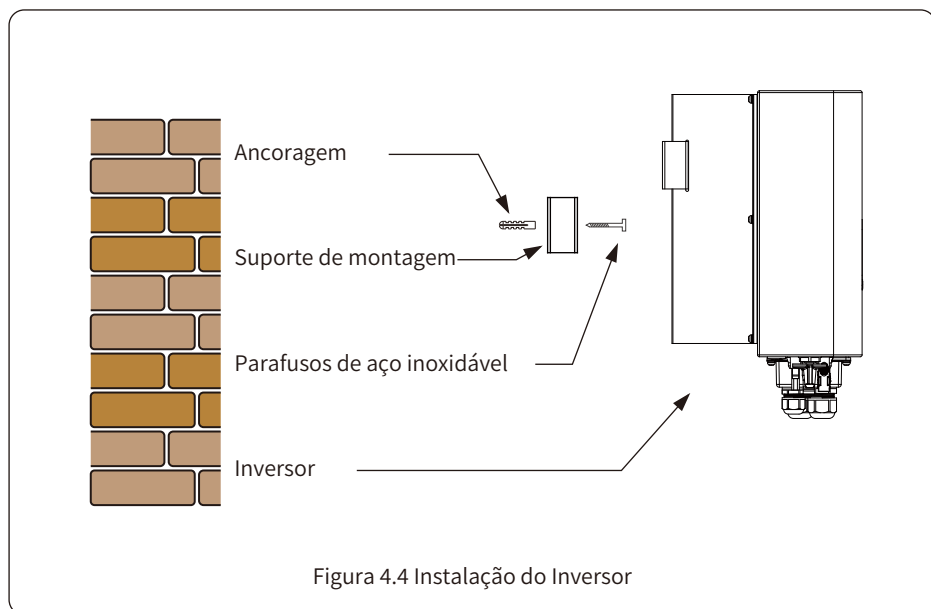 Ancoragem
Suporte de montagem
Parafusos de aço inoxidável
Inversor
Figura 4.4 Instalação do Inversor